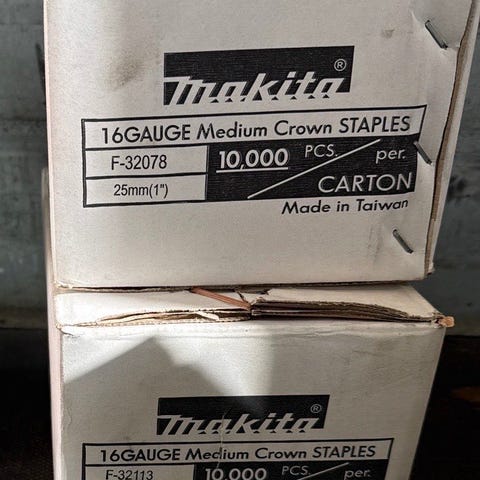 makita®
16GAUGE Medium Crown STAPLES
F-32078 10,000 PCS. / per.
25mm(1") CARTON
Made in Taiwan
makita®
16GAUGE Medium Crown STAPLES
F-32113 10,000 PCS. / per.